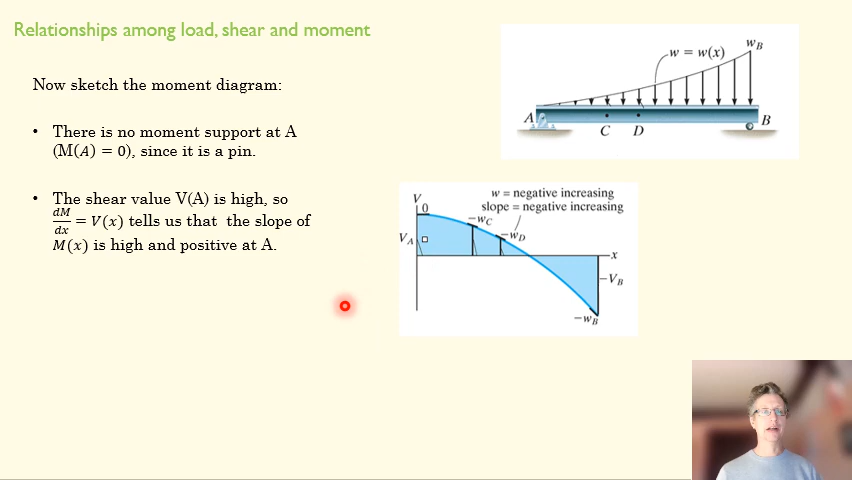 Relationships among load, shear and moment
Now sketch the moment diagram:
• There is no moment support at A
(M(A) = 0), since it is a pin.
• The shear value V(A) is high, so
dM/dx = V(x) tells us that the slope of
M(x) is high and positive at A.
w = w(x)
w_B
A
B
C D
V
0
w = negative increasing
slope = negative increasing
−w_C
−w_D
V_A
x
−V_B
−w_B